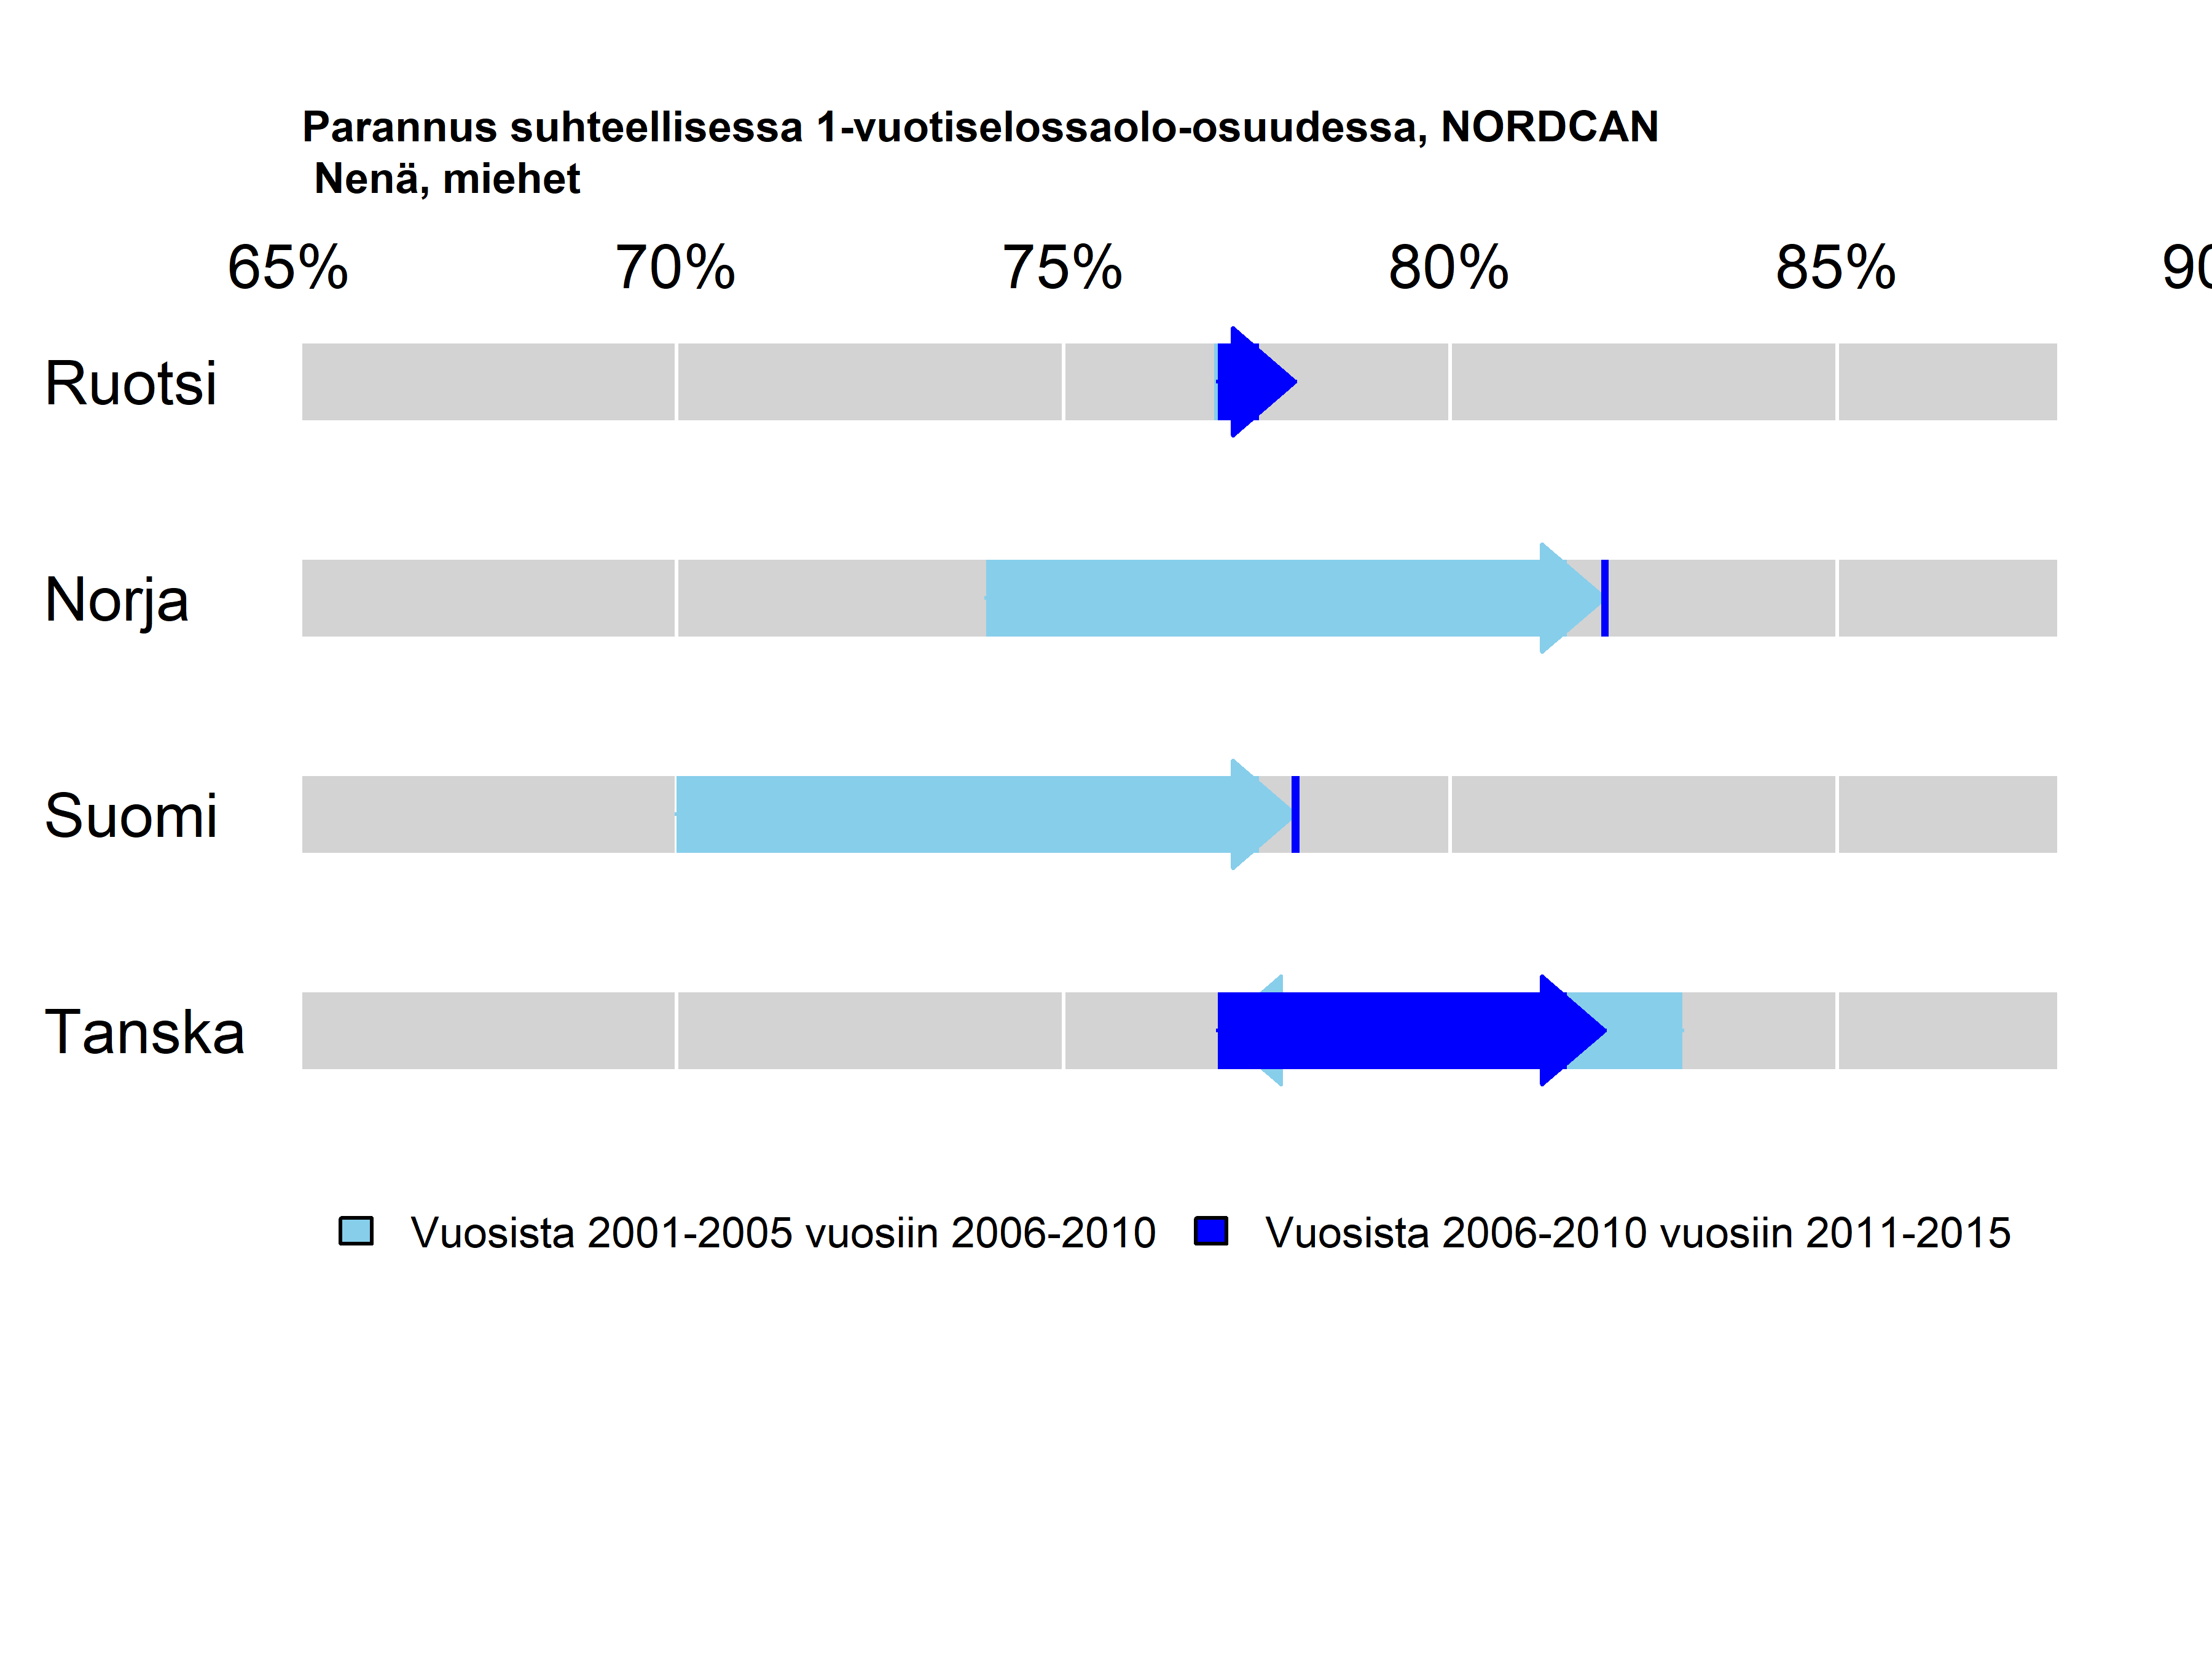 Parannus suhteellisessa 1-vuotiselossaolo-osuudessa, NORDCAN
Nenä, miehet
65% 70% 75% 80% 85% 90
Ruotsi
Norja
Suomi
Tanska
Vuosista 2001-2005 vuosiin 2006-2010 Vuosista 2006-2010 vuosiin 2011-2015